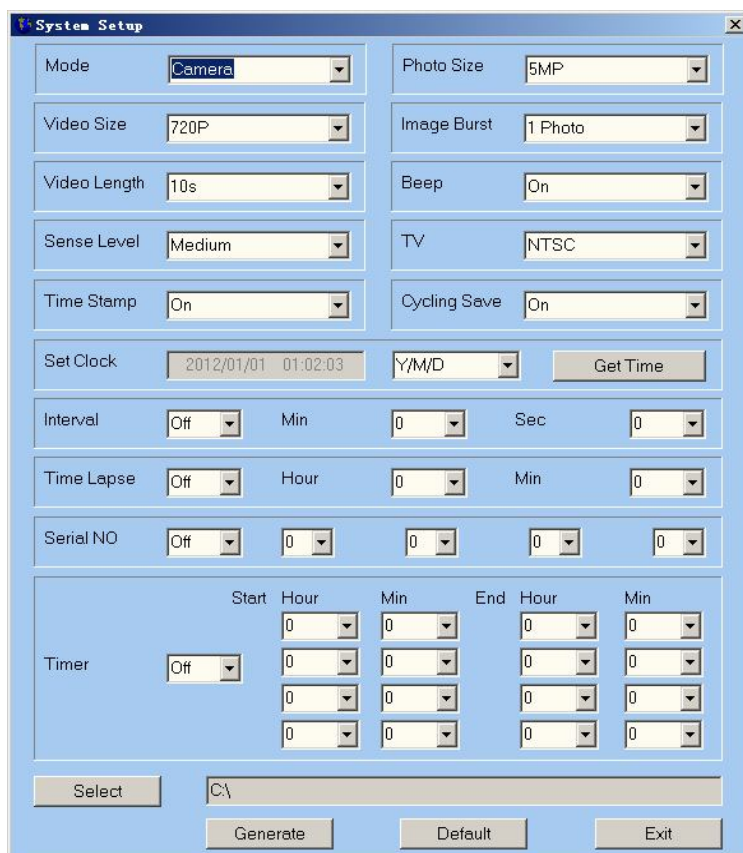 System Setup
Mode Camera Photo Size 5MP
Video Size 720P Image Burst 1 Photo
Video Length 10s Beep On
Sense Level Medium TV NTSC
Time Stamp On Cycling Save On
Set Clock 2012/01/01 01:02:03 Y/M/D Get Time
Interval Off Min 0 Sec 0
Time Lapse Off Hour 0 Min 0
Serial NO Off 0 0 0 0
Start Hour Min End Hour Min
0 0 0 0
Timer Off 0 0 0 0
0 0 0 0
0 0 0 0
Select C:\
Generate Default Exit